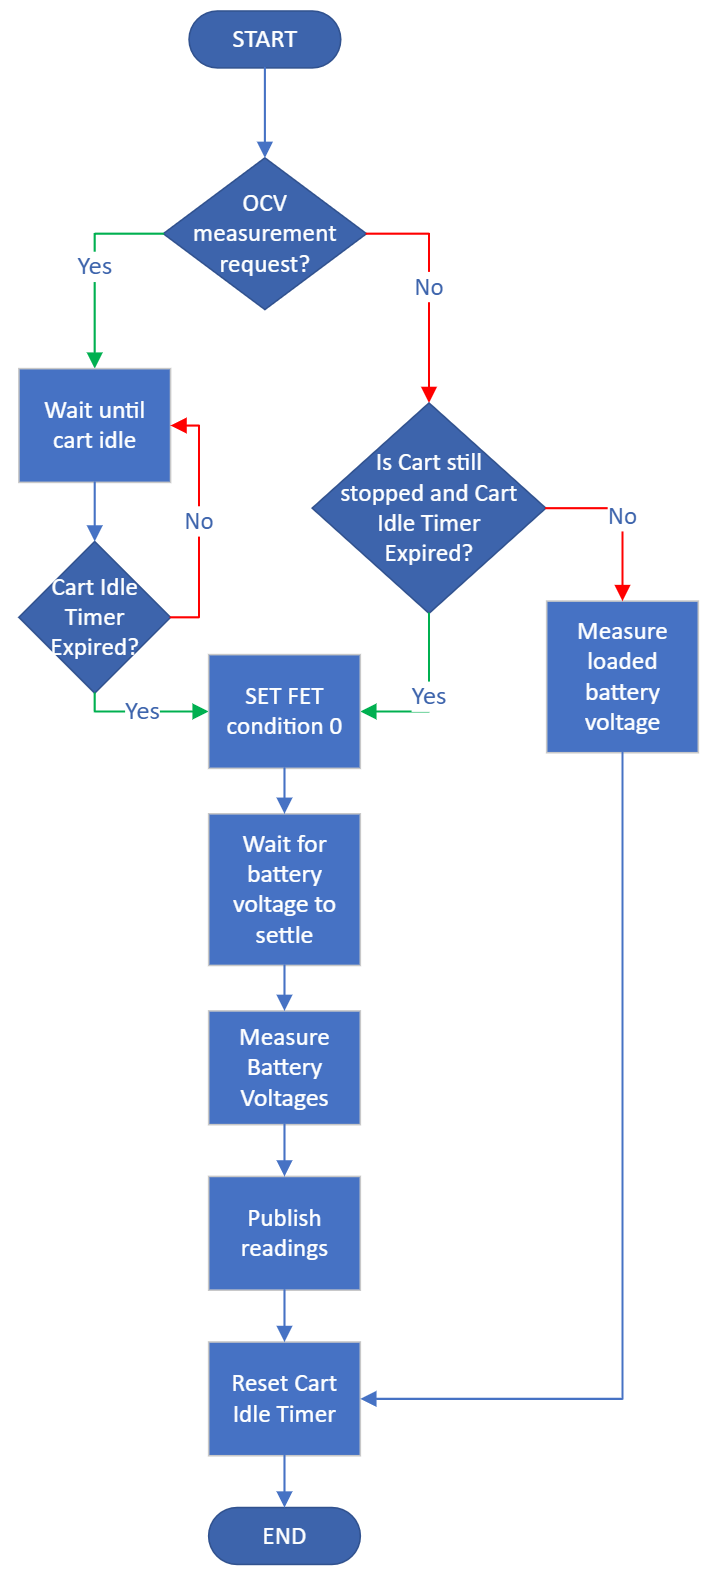 START
OCV
measurement
request?
Yes
No
Wait until
cart idle
No
Cart Idle
Timer
Expired?
Yes
Is Cart still
stopped and Cart
Idle Timer
Expired?
No
Yes
Measure
loaded
battery
voltage
SET FET
condition 0
Wait for
battery
voltage to
settle
Measure
Battery
Voltages
Publish
readings
Reset Cart
Idle Timer
END